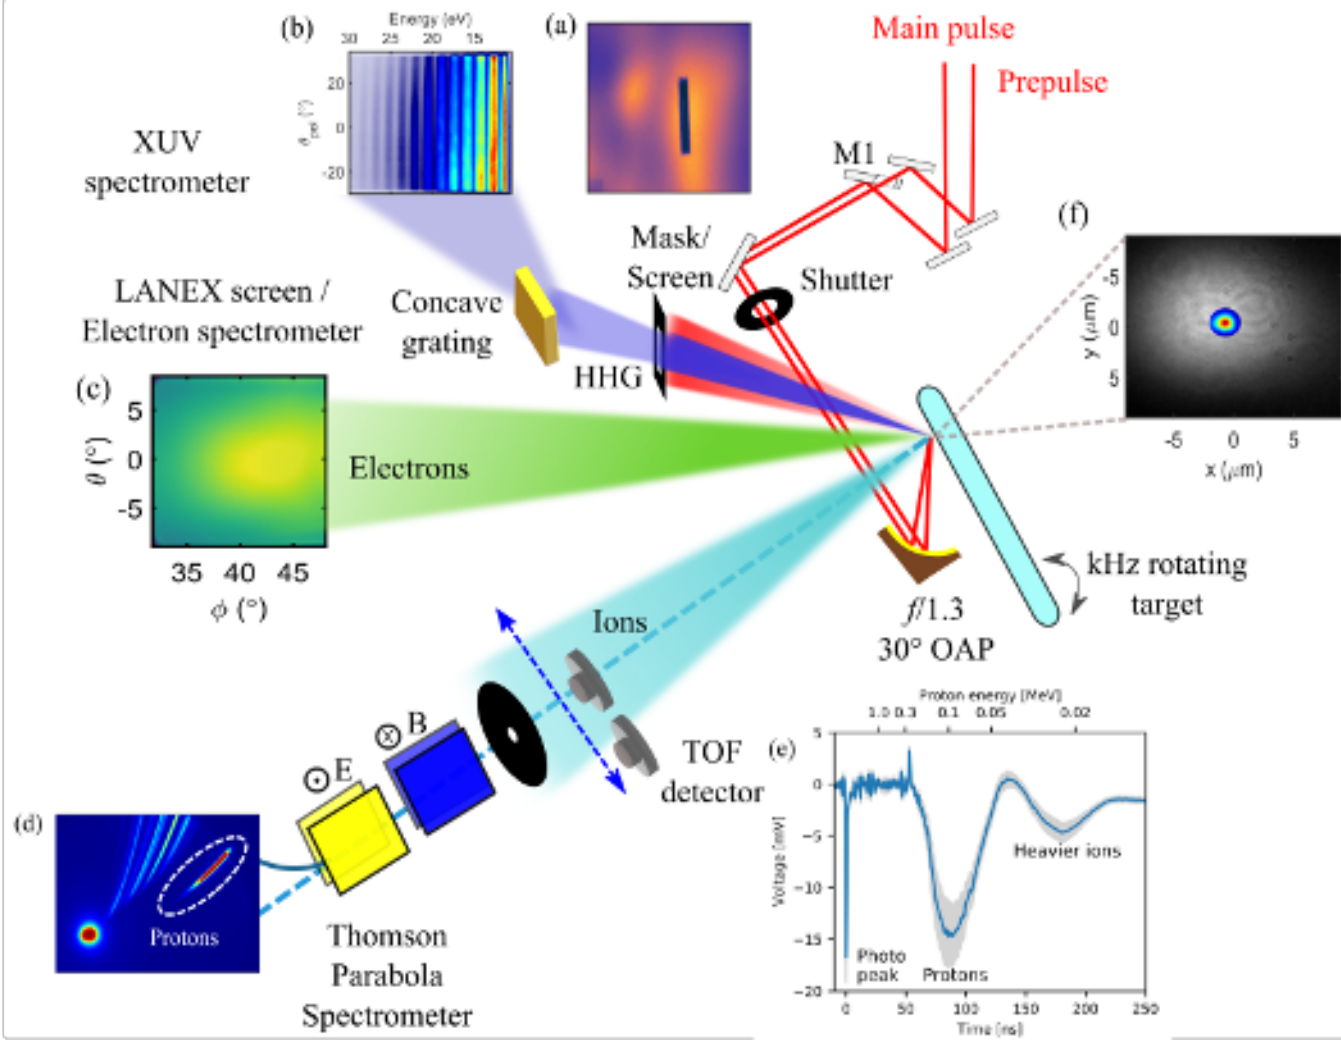 Energy (eV)
(b)
30 25 20 15
20
0
-20
θpol (°)
(a)
Main pulse
Prepulse
M1
XUV
spectrometer
Mask/
Screen
Shutter
(f)
-5
0
5
y (μm)
-5 0 5
x (μm)
LANEX screen /
Electron spectrometer
Concave
grating
HHG
(c)
5
0
-5
θ (°)
35 40 45
ϕ (°)
Electrons
kHz rotating
target
f/1.3
30° OAP
Ions
B
E
TOF
detector
(d)
Protons
Thomson
Parabola
Spectrometer
Proton energy [MeV]
1.0 0.3 0.1 0.05 0.02
(e)
5
0
−5
−10
−15
−20
Voltage [mV]
Heavier ions
Photo
peak
Protons
0 50 100 150 200 250
Time [ns]